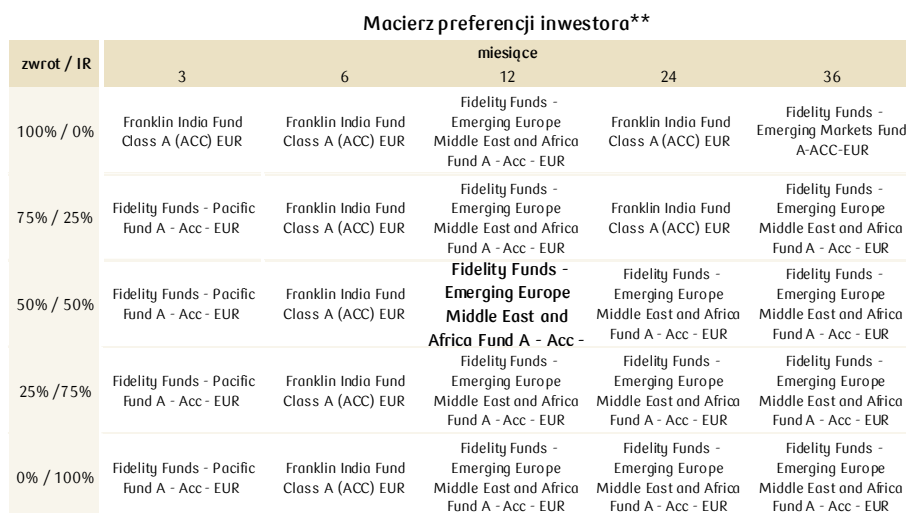 Macierz preferencji inwestora**
zwrot / IR
miesiące
3 6 12 24 36
100% / 0%
Franklin India Fund
Class A (ACC) EUR
Franklin India Fund
Class A (ACC) EUR
Fidelity Funds -
Emerging Europe
Middle East and Africa
Fund A - Acc - EUR
Franklin India Fund
Class A (ACC) EUR
Fidelity Funds -
Emerging Markets Fund
A-ACC-EUR
75% / 25%
Fidelity Funds - Pacific
Fund A - Acc - EUR
Franklin India Fund
Class A (ACC) EUR
Fidelity Funds -
Emerging Europe
Middle East and Africa
Fund A - Acc - EUR
Franklin India Fund
Class A (ACC) EUR
Fidelity Funds -
Emerging Europe
Middle East and Africa
Fund A - Acc - EUR
50% / 50%
Fidelity Funds - Pacific
Fund A - Acc - EUR
Franklin India Fund
Class A (ACC) EUR
Fidelity Funds -
Emerging Europe
Middle East and
Africa Fund A - Acc -
Fidelity Funds -
Emerging Europe
Middle East and Africa
Fund A - Acc - EUR
Fidelity Funds -
Emerging Europe
Middle East and Africa
Fund A - Acc - EUR
25% /75%
Fidelity Funds - Pacific
Fund A - Acc - EUR
Franklin India Fund
Class A (ACC) EUR
Fidelity Funds -
Emerging Europe
Middle East and Africa
Fund A - Acc - EUR
Fidelity Funds -
Emerging Europe
Middle East and Africa
Fund A - Acc - EUR
Fidelity Funds -
Emerging Europe
Middle East and Africa
Fund A - Acc - EUR
0% / 100%
Fidelity Funds - Pacific
Fund A - Acc - EUR
Franklin India Fund
Class A (ACC) EUR
Fidelity Funds -
Emerging Europe
Middle East and Africa
Fund A - Acc - EUR
Fidelity Funds -
Emerging Europe
Middle East and Africa
Fund A - Acc - EUR
Fidelity Funds -
Emerging Europe
Middle East and Africa
Fund A - Acc - EUR